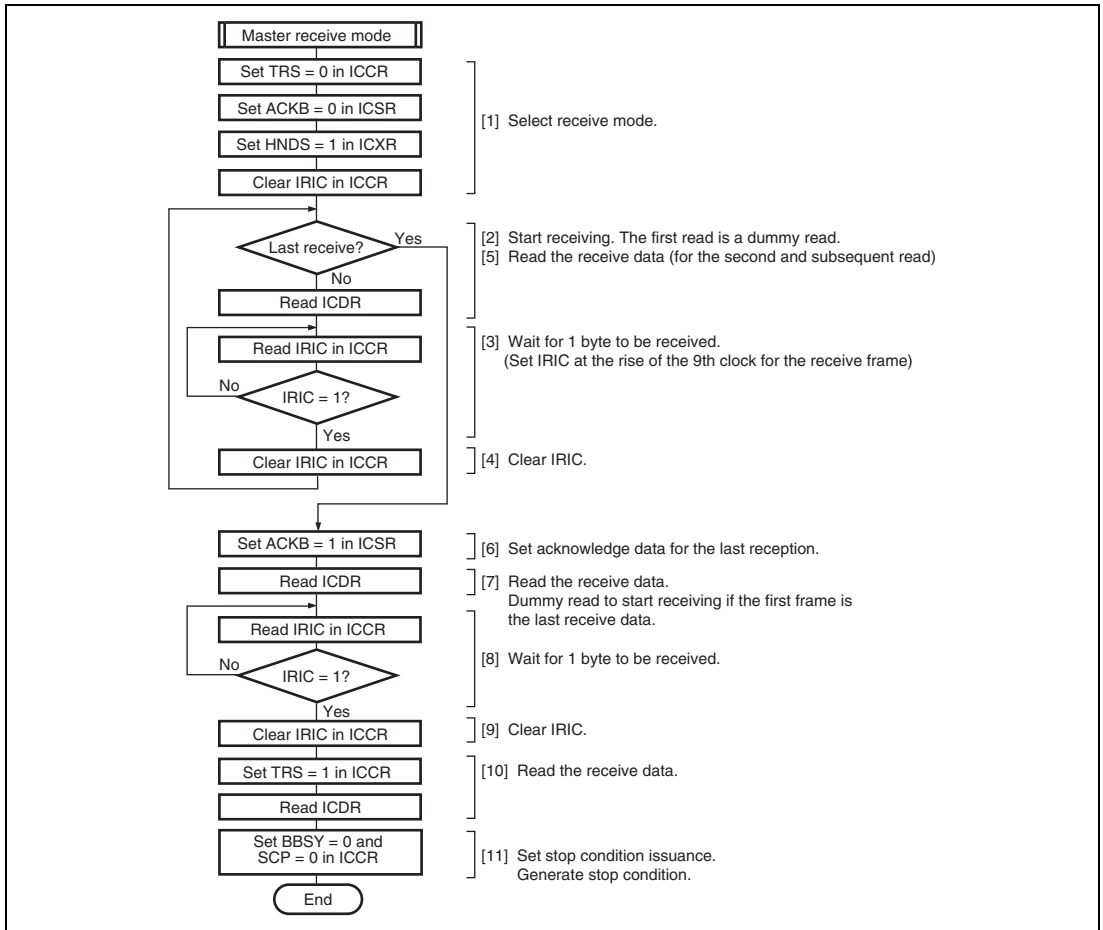 Master receive mode
Set TRS = 0 in ICCR
Set ACKB = 0 in ICSR
[1] Select receive mode.
Set HNDS = 1 in ICXR
Clear IRIC in ICCR
Last receive?
Yes
[2] Start receiving. The first read is a dummy read.
[5] Read the receive data (for the second and subsequent read)
No
Read ICDR
[3] Wait for 1 byte to be received.
(Set IRIC at the rise of the 9th clock for the receive frame)
Read IRIC in ICCR
No
IRIC = 1?
Yes
Clear IRIC in ICCR
[4] Clear IRIC.
Set ACKB = 1 in ICSR
[6] Set acknowledge data for the last reception.
Read ICDR
[7] Read the receive data.
Dummy read to start receiving if the first frame is
the last receive data.
Read IRIC in ICCR
[8] Wait for 1 byte to be received.
No
IRIC = 1?
Yes
Clear IRIC in ICCR
[9] Clear IRIC.
Set TRS = 1 in ICCR
[10] Read the receive data.
Read ICDR
Set BBSY = 0 and
SCP = 0 in ICCR
[11] Set stop condition issuance.
Generate stop condition.
End